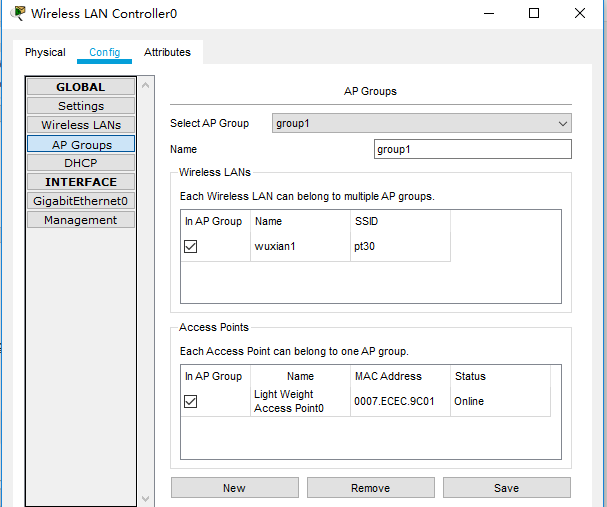 Wireless LAN Controller0
Physical Config Attributes
GLOBAL
Settings
Wireless LANs
AP Groups
DHCP
INTERFACE
GigabitEthernet0
Management
AP Groups
Select AP Group group1
Name group1
Wireless LANs
Each Wireless LAN can belong to multiple AP groups.
In AP Group Name SSID
wuxian1 pt30
Access Points
Each Access Point can belong to one AP group.
In AP Group Name MAC Address Status
Light Weight
Access Point0 0007.ECEC.9C01 Online
New Remove Save